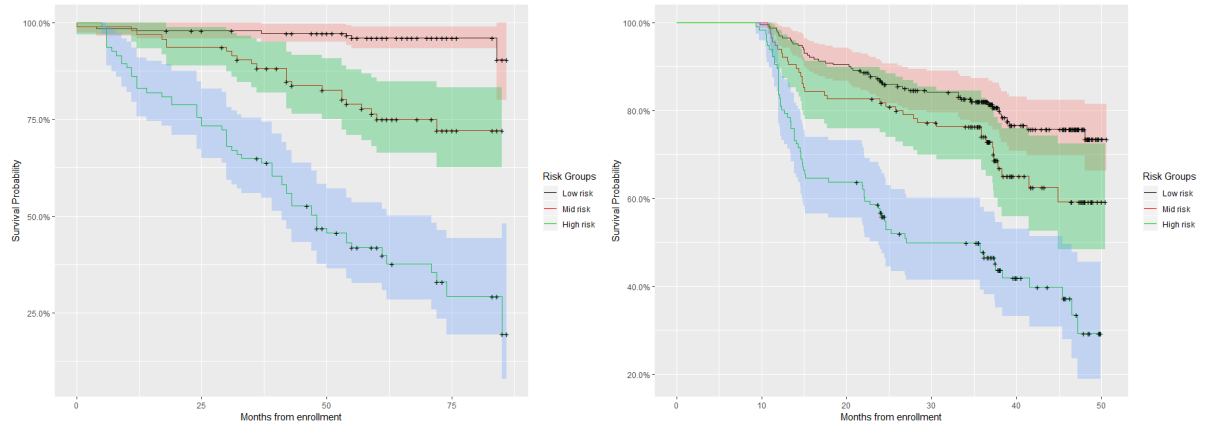 100.0%
75.0%
50.0%
25.0%
Survival Probability
0
25
50
75
Months from enrollment
Risk Groups
Low risk
Mid risk
High risk
100.0%
80.0%
60.0%
40.0%
20.0%
Survival Probability
0
10
20
30
40
50
Months from enrollment
Risk Groups
Low risk
Mid risk
High risk